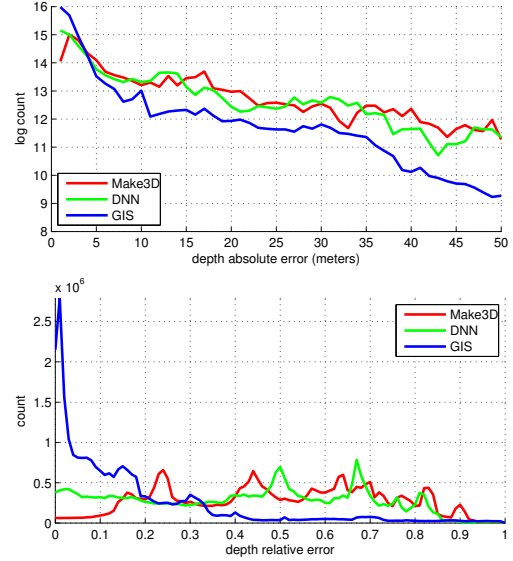 16
15
14
13
12
11
10
9
8
log count
Make3D
DNN
GIS
0 5 10 15 20 25 30 35 40 45 50
depth absolute error (meters)
x 10^6
2.5
2
1.5
1
0.5
0
count
Make3D
DNN
GIS
0 0.1 0.2 0.3 0.4 0.5 0.6 0.7 0.8 0.9 1
depth relative error